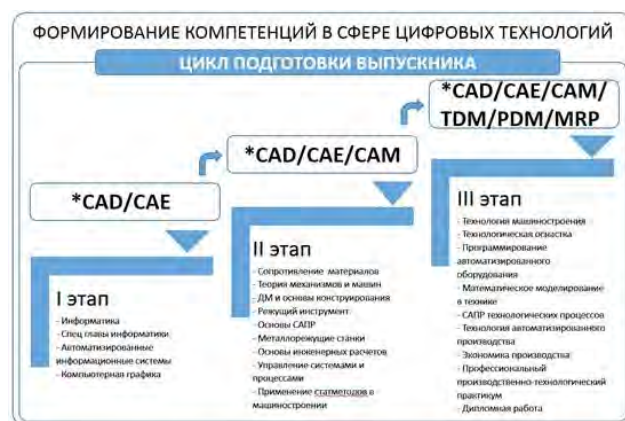 ФОРМИРОВАНИЕ КОМПЕТЕНЦИЙ В СФЕРЕ ЦИФРОВЫХ ТЕХНОЛОГИЙ
ЦИКЛ ПОДГОТОВКИ ВЫПУСКНИКА
*CAD/CAE
I этап
- Информатика
- Спец главы информатики
- Автоматизированные
информационные системы
- Компьютерная графика
*CAD/CAE/CAM
II этап
- Сопротивление материалов
- Теория механизмов и машин
- ДМ и основы конструирования
- Режущий инструмент
- Основы САПР
- Металлорежущие станки
- Основы инженерных расчетов
- Управление системами и
процессами
- Применение статметодов в
машиностроении
*CAD/CAE/CAM/
TDM/PDM/MRP
III этап
- Технология машиностроения
- Технологическая оснастка
- Программирование
автоматизированного
оборудования
- Математическое моделирование
в технике
- САПР технологических процессов
- Технология автоматизированного
производства
- Экономика производства
- Профессиональный
производственно-технологический
практикум
- Дипломная работа